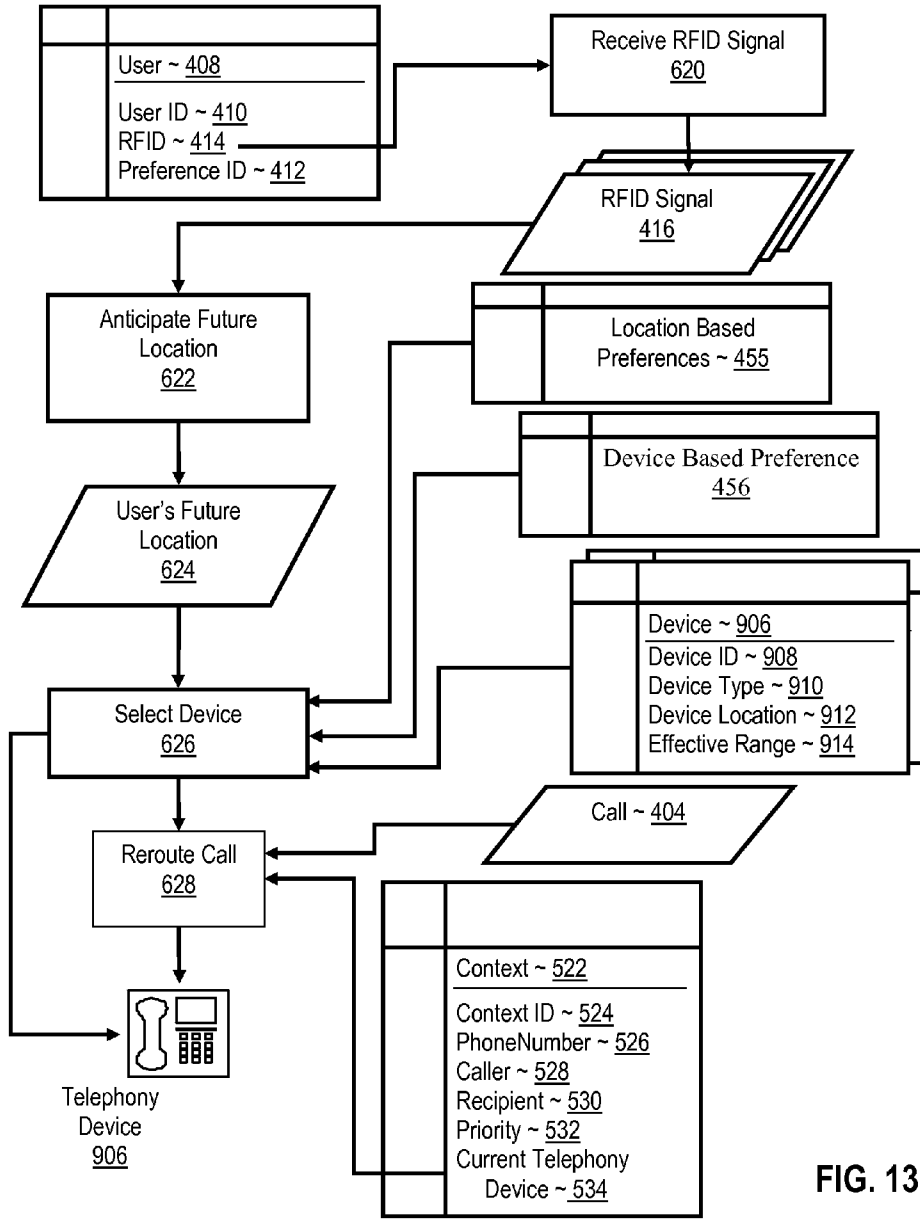 User ~ 408
User ID ~ 410
RFID ~ 414
Preference ID ~ 412
Receive RFID Signal
620
RFID Signal
416
Anticipate Future
Location
622
Location Based
Preferences ~ 455
Device Based Preference
456
User's Future
Location
624
Device ~ 906
Device ID ~ 908
Device Type ~ 910
Device Location ~ 912
Effective Range ~ 914
Select Device
626
Call ~ 404
Reroute Call
628
Context ~ 522
Context ID ~ 524
PhoneNumber ~ 526
Caller ~ 528
Recipient ~ 530
Priority ~ 532
Current Telephony
Device ~ 534
Telephony
Device
906
FIG. 13